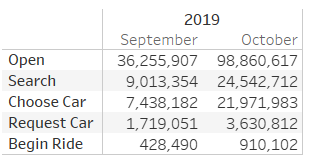 2019
September October
Open 36,255,907 98,860,617
Search 9,013,354 24,542,712
Choose Car 7,438,182 21,971,983
Request Car 1,719,051 3,630,812
Begin Ride 428,490 910,102